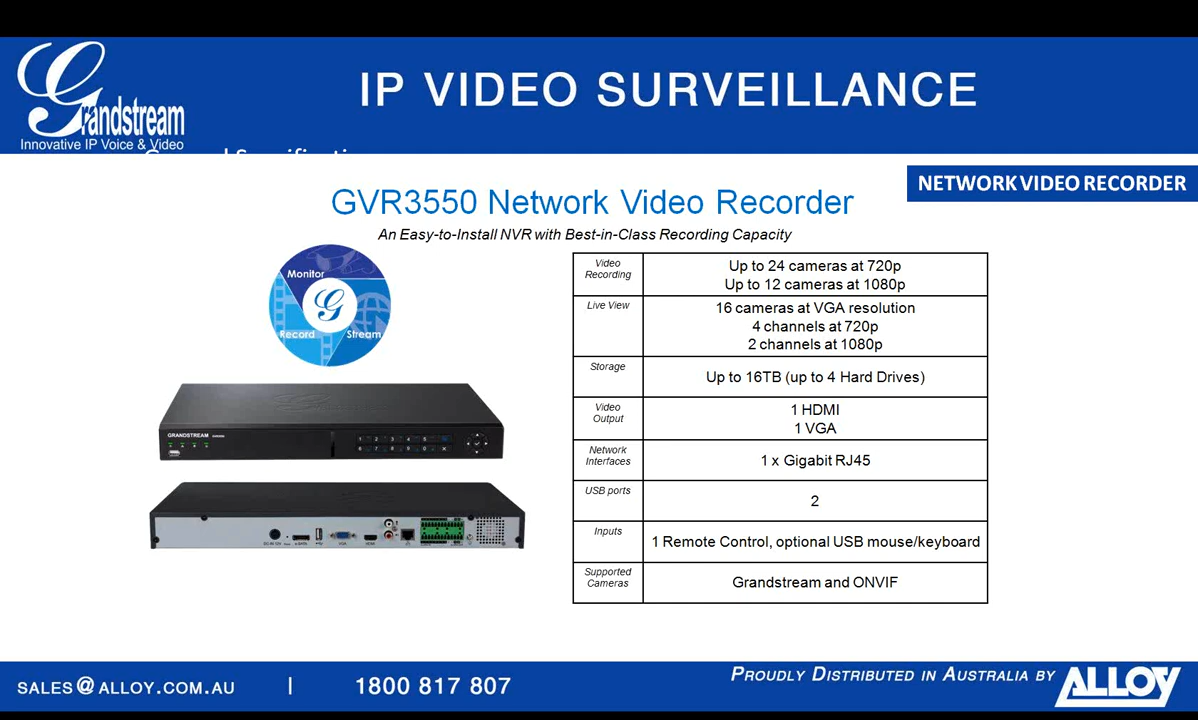 Grandstream
Innovative IP Voice & Video
IP VIDEO SURVEILLANCE
NETWORK VIDEO RECORDER
GVR3550 Network Video Recorder
An Easy-to-Install NVR with Best-in-Class Recording Capacity
Monitor
Record
Stream
GRANDSTREAM
Video Recording
Up to 24 cameras at 720p
Up to 12 cameras at 1080p
Live View
16 cameras at VGA resolution
4 channels at 720p
2 channels at 1080p
Storage
Up to 16TB (up to 4 Hard Drives)
Video Output
1 HDMI
1 VGA
Network Interfaces
1 x Gigabit RJ45
USB ports
2
Inputs
1 Remote Control, optional USB mouse/keyboard
Supported Cameras
Grandstream and ONVIF
SALES@ALLOY.COM.AU | 1800 817 807
PROUDLY DISTRIBUTED IN AUSTRALIA BY ALLOY